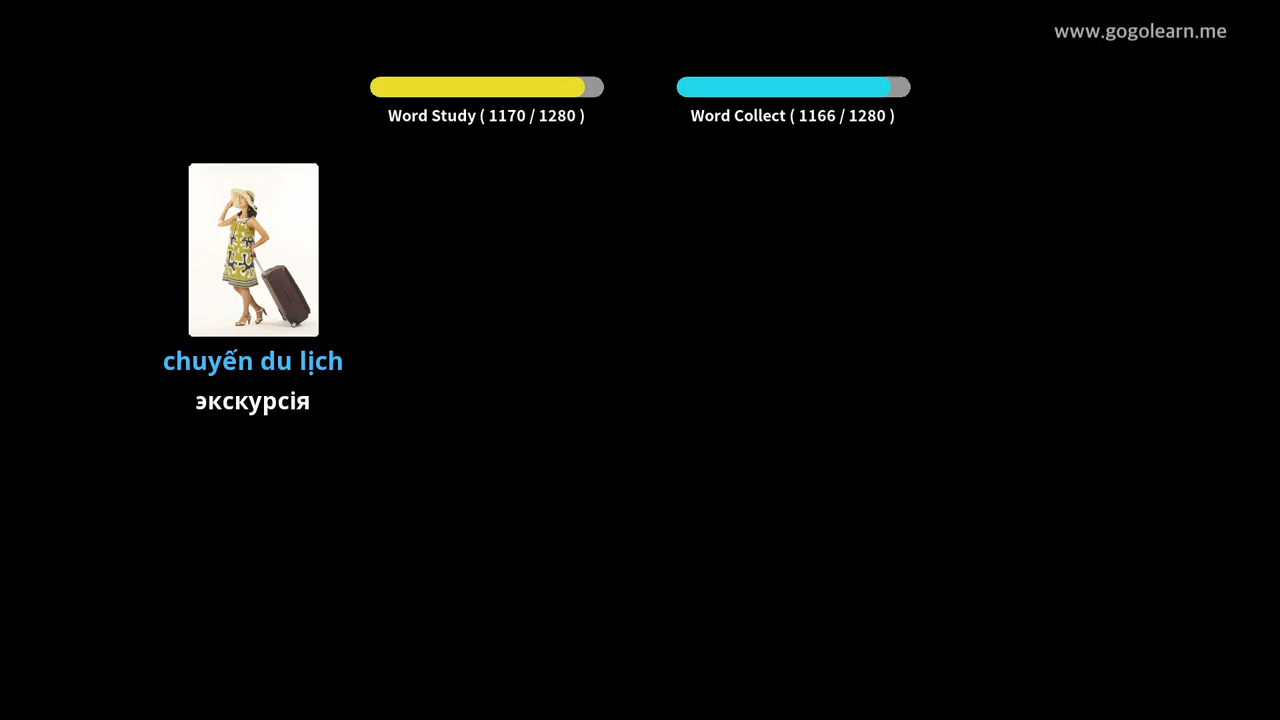 www.gogolearn.me
Word Study ( 1170 / 1280 )
Word Collect ( 1166 / 1280 )
chuyến du lịch
экскурсія